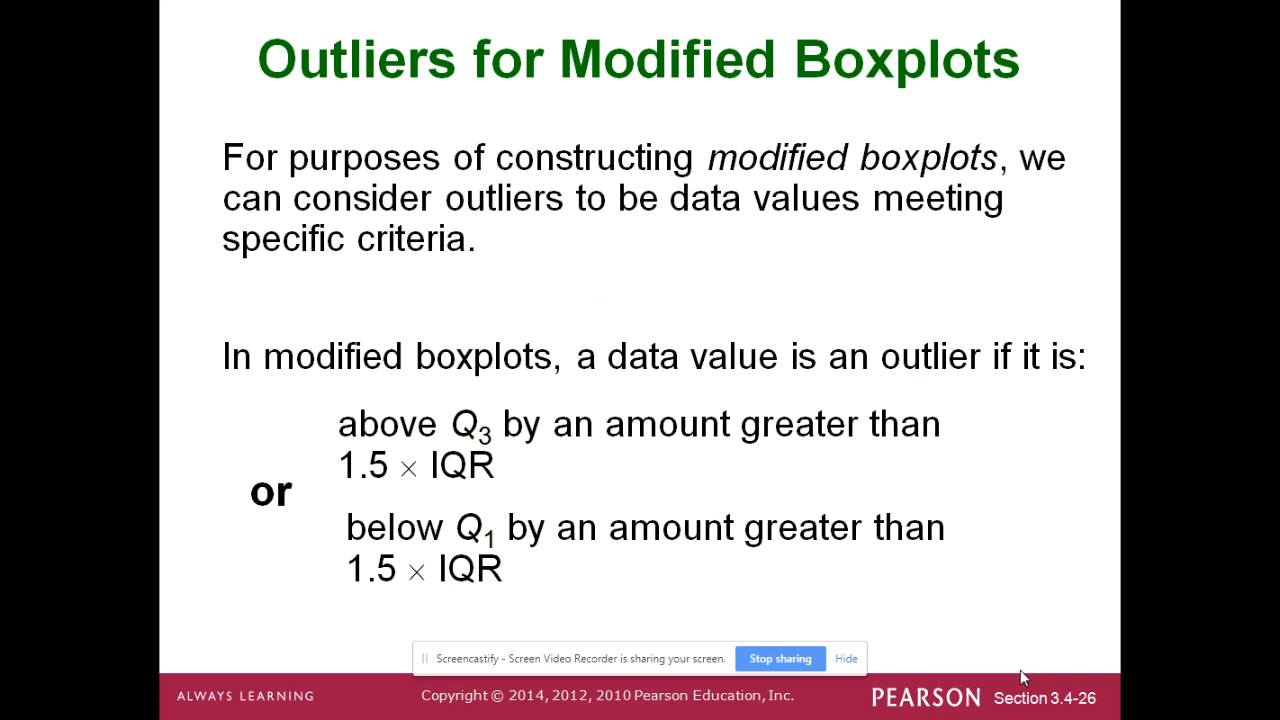 Outliers for Modified Boxplots
For purposes of constructing modified boxplots, we
can consider outliers to be data values meeting
specific criteria.
In modified boxplots, a data value is an outlier if it is:
above Q3 by an amount greater than
1.5 × IQR
or
below Q1 by an amount greater than
1.5 × IQR
Screencastify - Screen Video Recorder is sharing your screen. Stop sharing Hide
ALWAYS LEARNING Copyright © 2014, 2012, 2010 Pearson Education, Inc. PEARSON Section 3.4-26